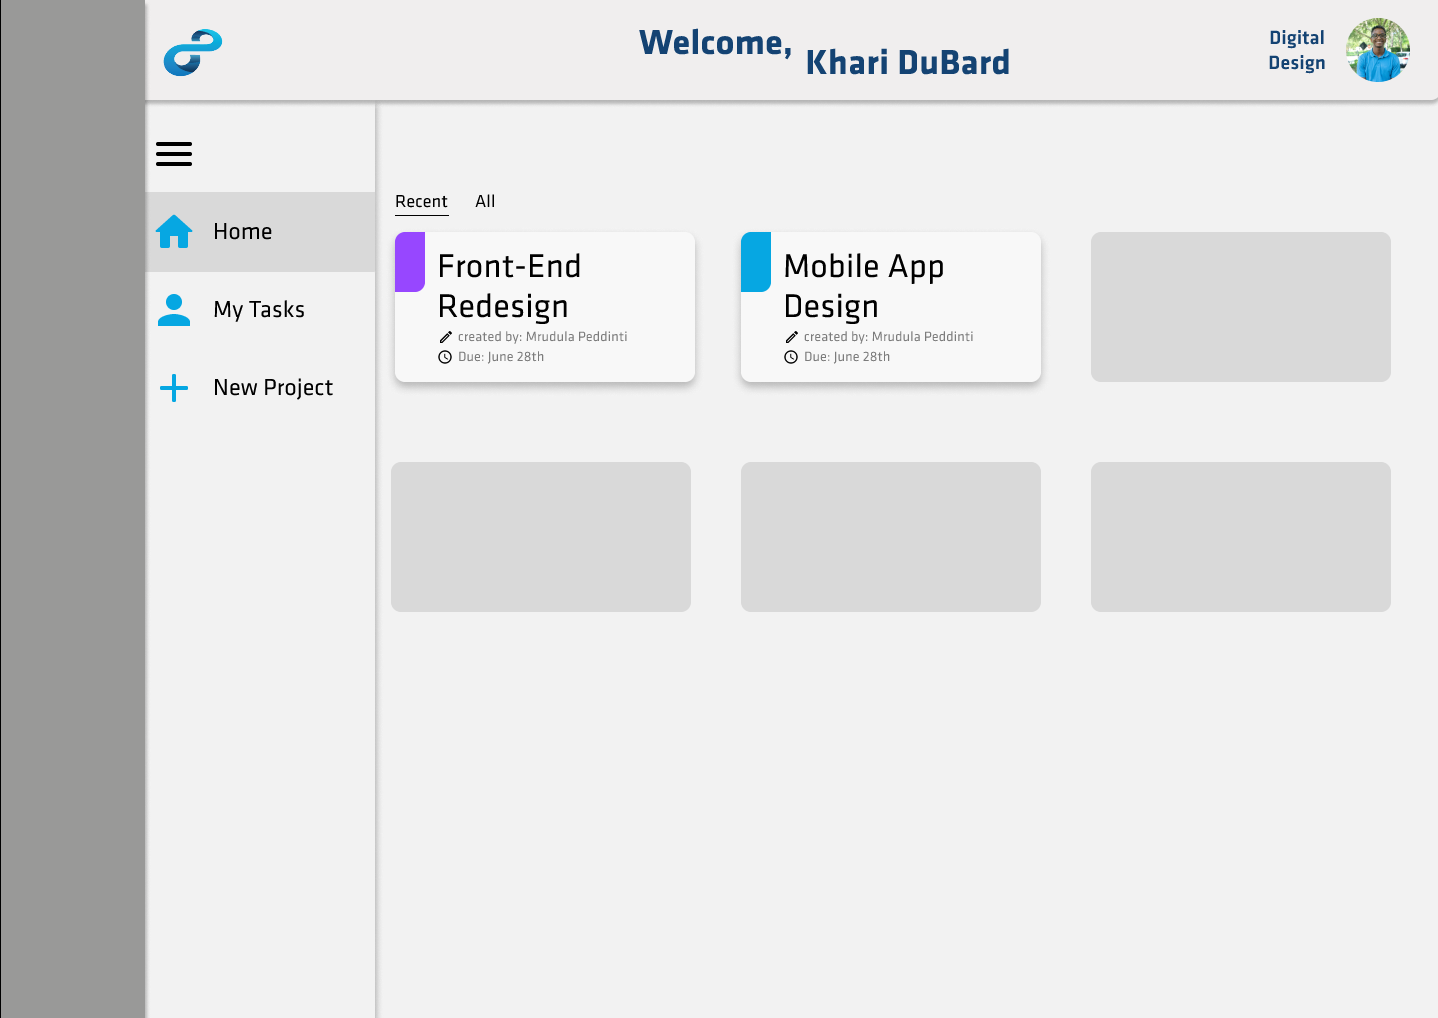 Welcome,
Khari DuBard
Digital
Design
Home
My Tasks
New Project
Recent
All
Front-End
Redesign
created by: Mrudula Peddinti
Due: June 28th
Mobile App
Design
created by: Mrudula Peddinti
Due: June 28th